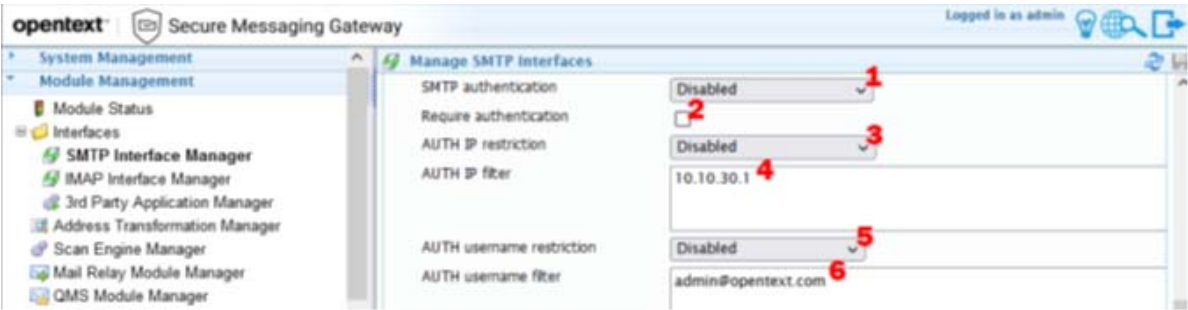 opentext Secure Messaging Gateway Logged in as admin
System Management
Module Management
Module Status
Interfaces
SMTP Interface Manager
IMAP Interface Manager
3rd Party Application Manager
Address Transformation Manager
Scan Engine Manager
Mail Relay Module Manager
QMS Module Manager
Manage SMTP Interfaces
SMTP authentication Disabled 1
Require authentication 2
AUTH IP restriction Disabled 3
AUTH IP filter 10.10.30.1 4
AUTH username restriction Disabled 5
AUTH username filter admin@opentext.com 6